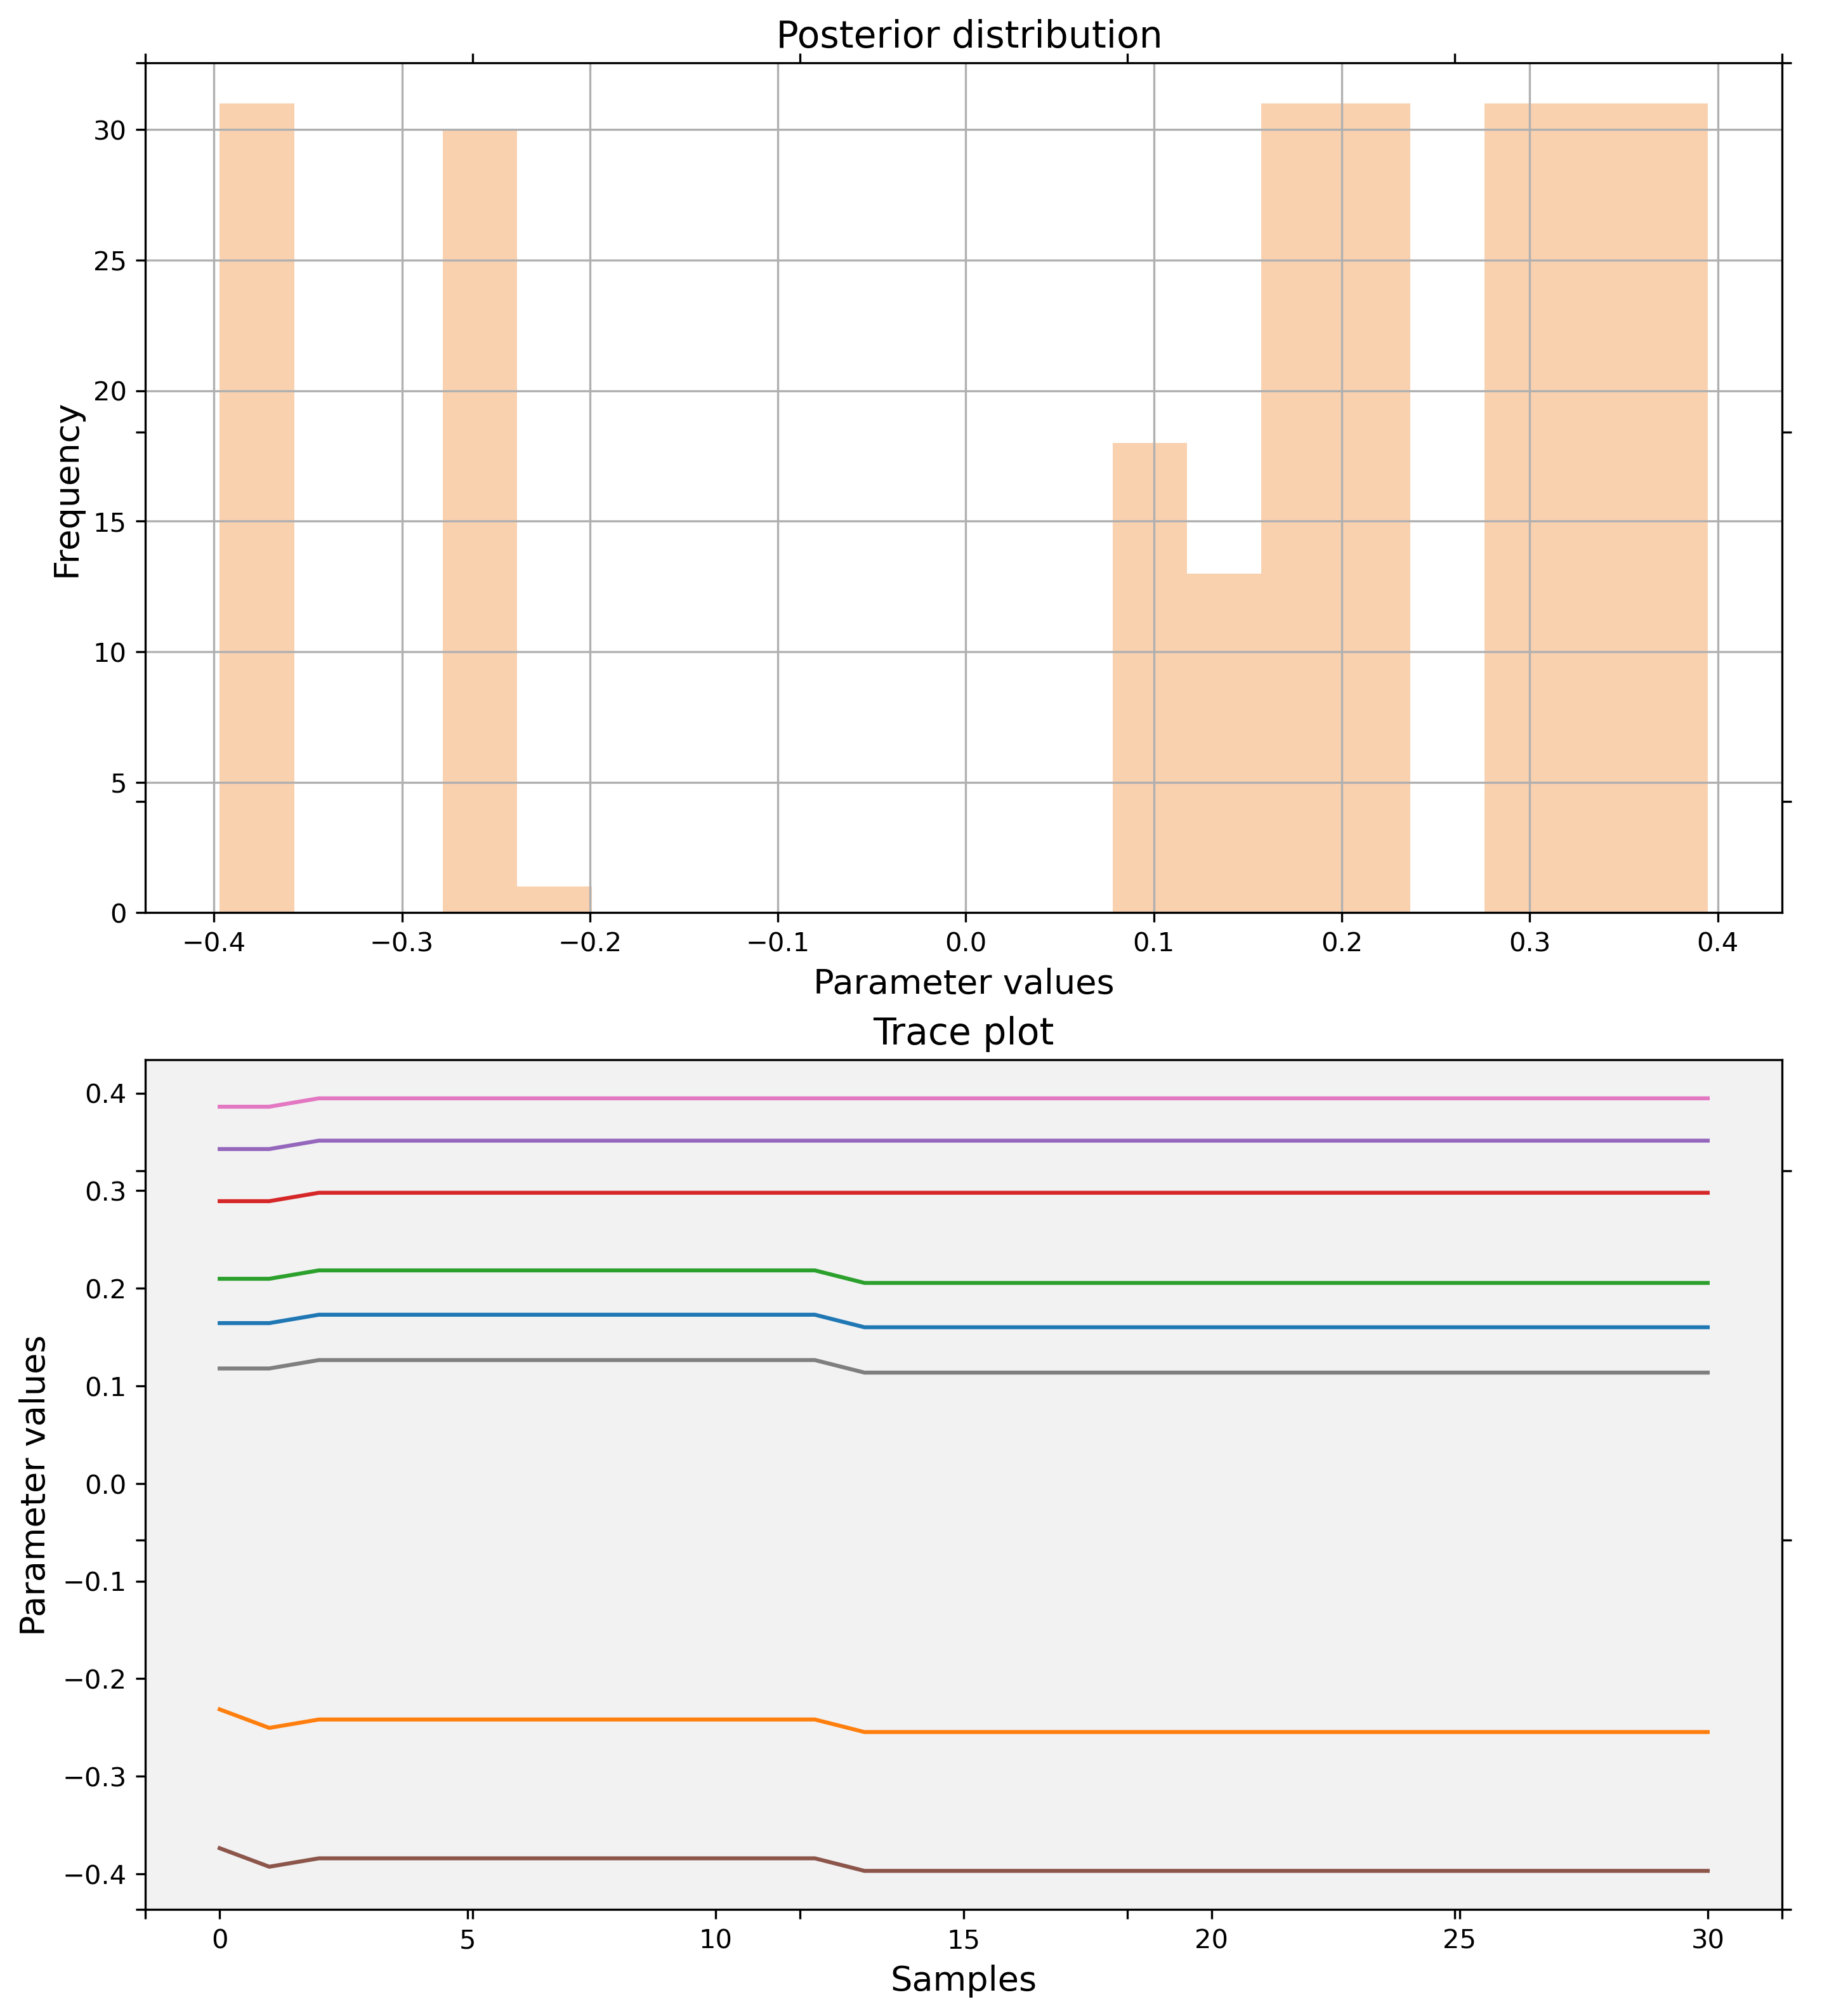 Posterior distribution
30
25
20
15
10
5
0
Frequency
−0.4 −0.3 −0.2 −0.1 0.0 0.1 0.2 0.3 0.4
Parameter values
Trace plot
0.4
0.3
0.2
0.1
0.0
−0.1
−0.2
−0.3
−0.4
Parameter values
0 5 10 15 20 25 30
Samples